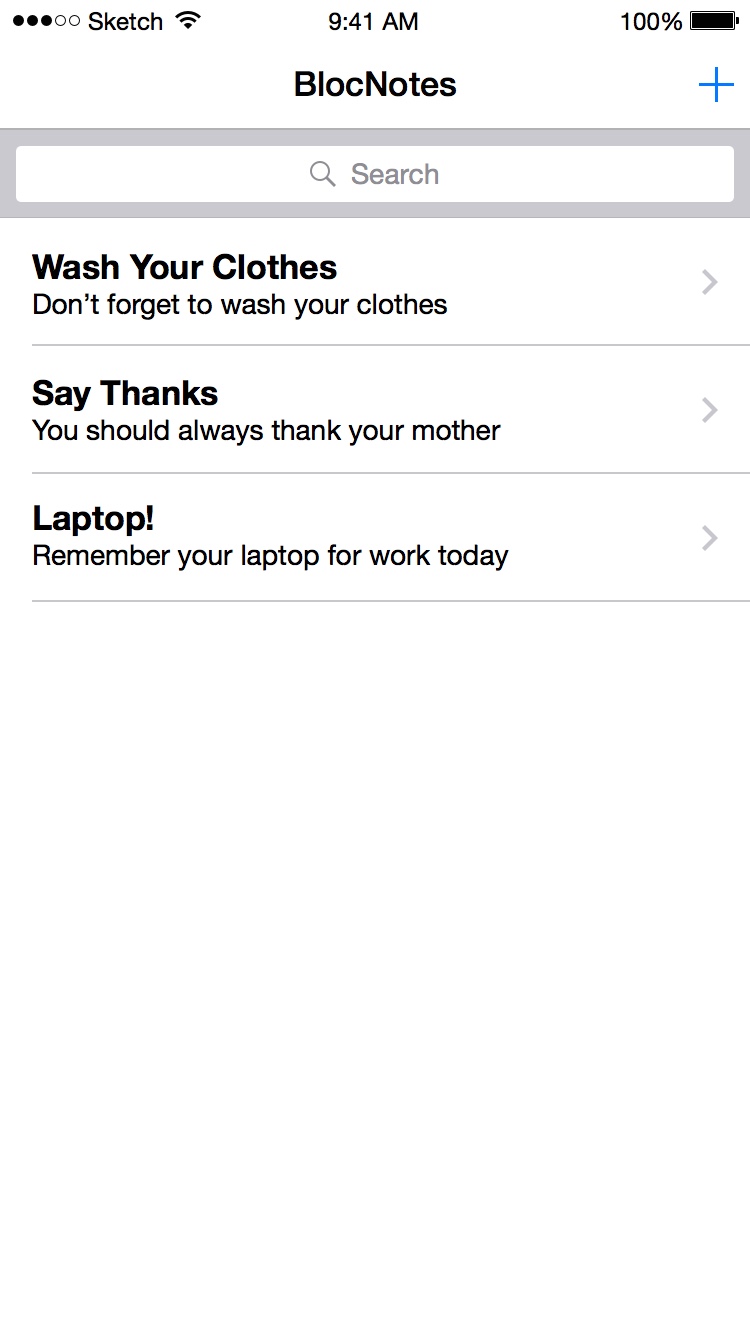 Sketch 9:41 AM 100%
BlocNotes
Search
Wash Your Clothes
Don’t forget to wash your clothes
Say Thanks
You should always thank your mother
Laptop!
Remember your laptop for work today